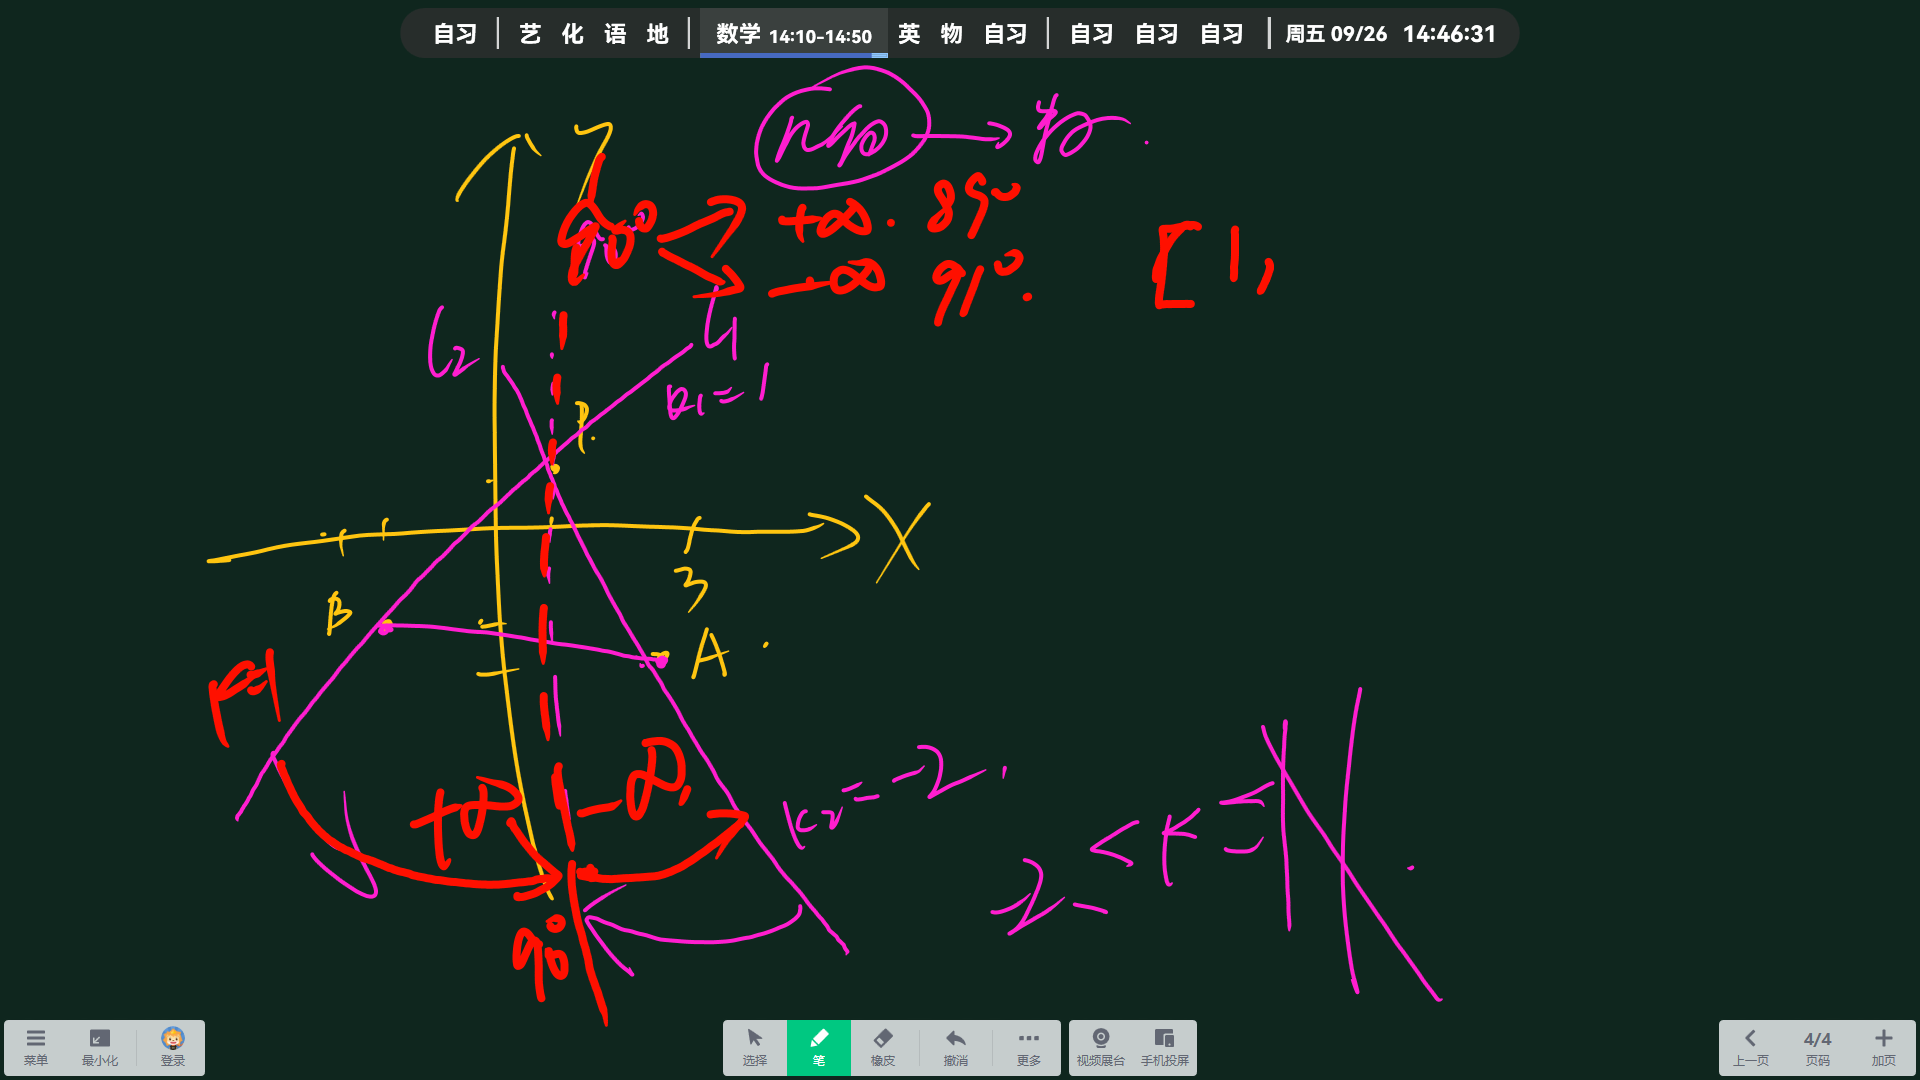 自习 | 艺 化 语 地 | 数学 14:10-14:50 英 物 自习 | 自习 自习 自习 | 周五 09/26 14:46:31
90° +∞. 89°
-∞ 91°.
[1,
l2
l1
k1=1
P.
X
3
B
A.
k=1
+∞ -∞.
k2=-2.
-2<k=
90°
菜单 最小化 登录 选择 笔 橡皮 撤消 更多 视频展台 手机投屏 上一页 4/4 页码 加页